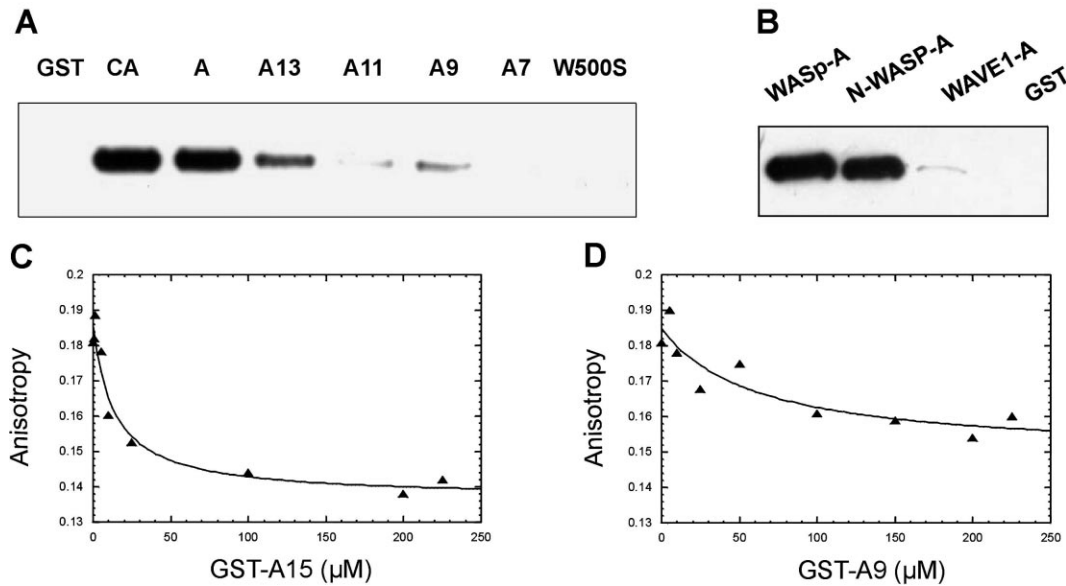 A
GST CA A A13 A11 A9 A7 W500S
B
WASp-A N-WASP-A WAVE1-A GST
C
0.2
0.19
0.18
0.17
0.16
0.15
0.14
0.13
Anisotropy
0 50 100 150 200 250
GST-A15 (µM)
D
0.2
0.19
0.18
0.17
0.16
0.15
0.14
0.13
Anisotropy
0 50 100 150 200 250
GST-A9 (µM)